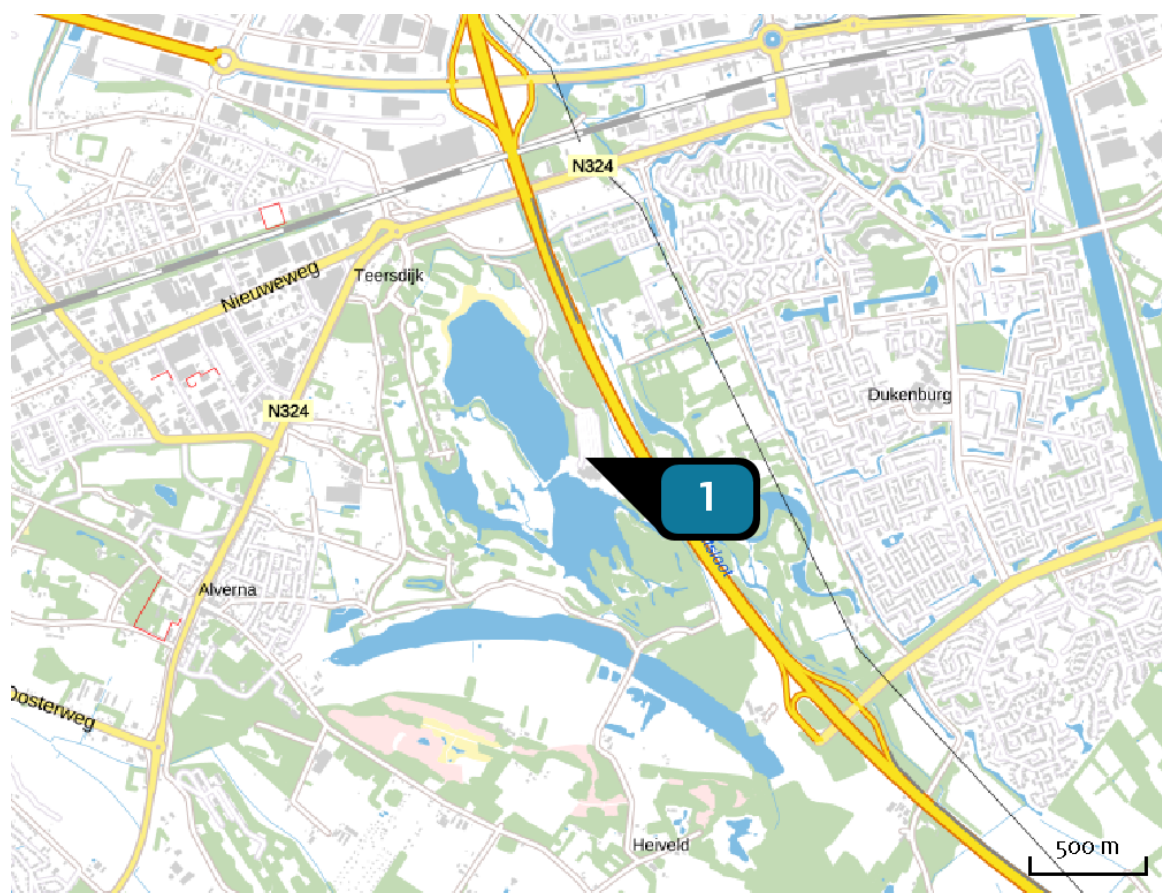 N324
Teersdijk
Nieuweweg
Dukenburg
N324
1
Alverna
Oosterweg
Heiveld
500 m